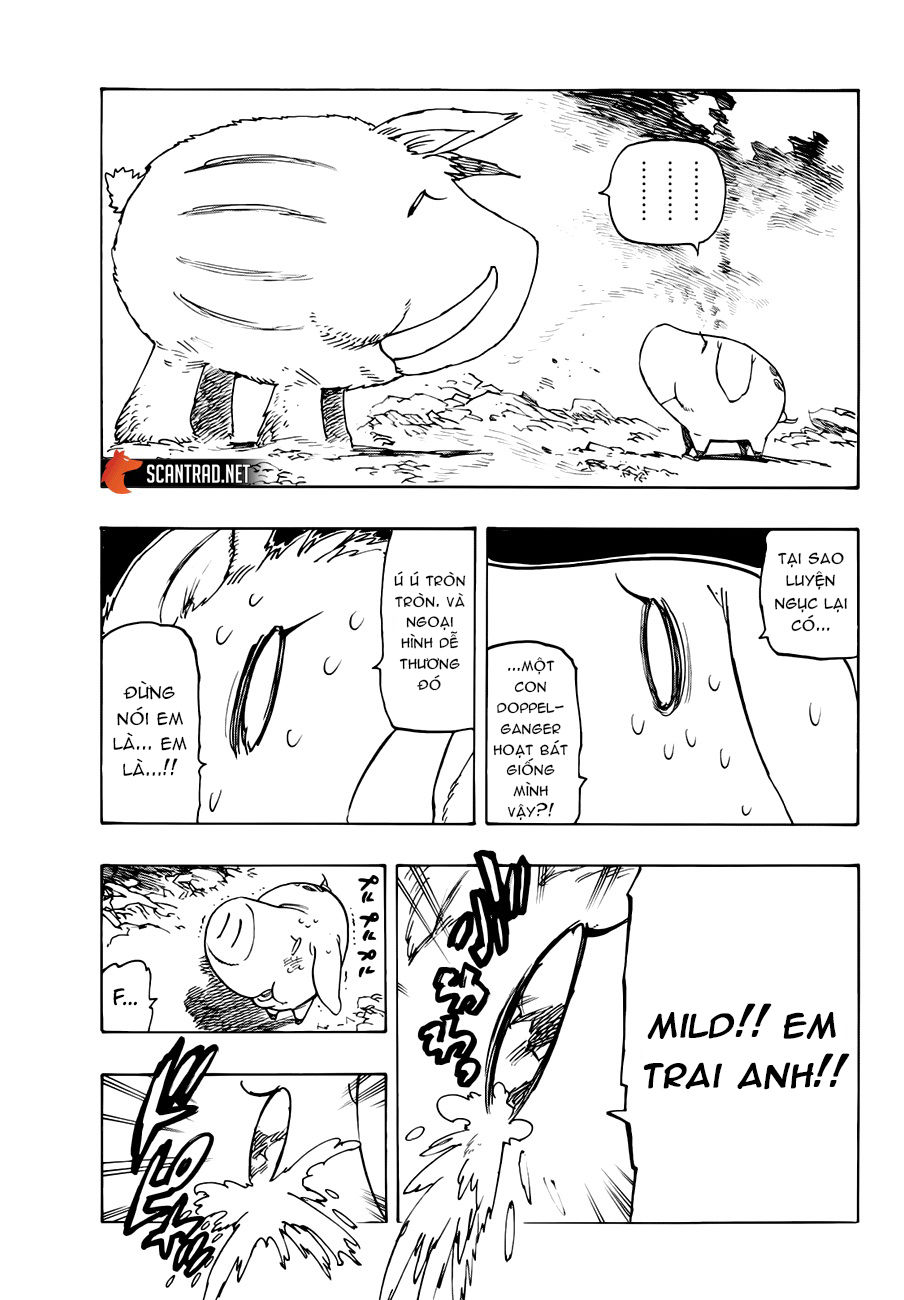 ⋮ ⋮ ⋮
SCANTRAD.NET
TẠI SAO
LUYỆN
NGỤC LẠI
CÓ...
...MỘT
CON
DOPPEL-
GANGER
HOẠT BÁT
GIỐNG
MÌNH
VẬY?!
Ú Ú TRÒN
TRÒN, VÀ
NGOẠI
HÌNH DỄ
THƯƠNG
ĐÓ
ĐỪNG
NÓI EM
LÀ... EM
LÀ...!!
MILD!! EM
TRAI ANH!!
F...